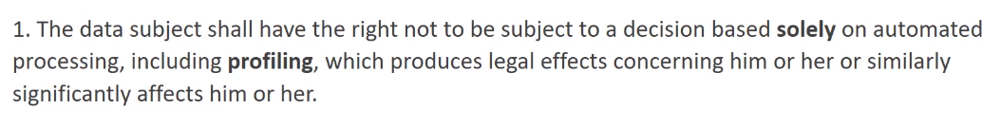 1. The data subject shall have the right not to be subject to a decision based solely on automated
processing, including profiling, which produces legal effects concerning him or her or similarly
significantly affects him or her.